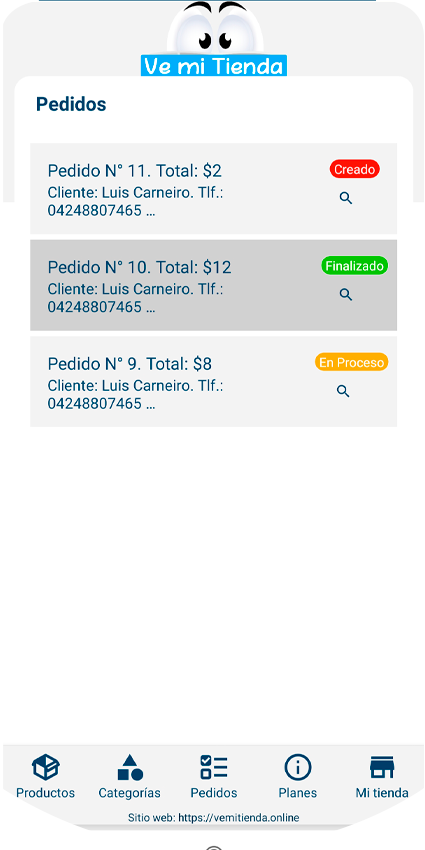 Ve mi Tienda
Pedidos
Pedido N° 11. Total: $2
Creado
Cliente: Luis Carneiro. Tlf.:
04248807465 ...
Pedido N° 10. Total: $12
Finalizado
Cliente: Luis Carneiro. Tlf.:
04248807465 ...
Pedido N° 9. Total: $8
En Proceso
Cliente: Luis Carneiro. Tlf.:
04248807465 ...
Productos
Categorías
Pedidos
Planes
Mi tienda
Sitio web: https://vemitienda.online